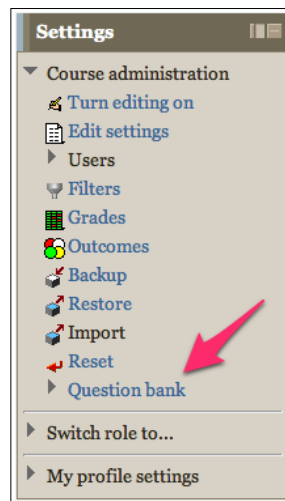 Settings
Course administration
Turn editing on
Edit settings
Users
Filters
Grades
Outcomes
Backup
Restore
Import
Reset
Question bank
Switch role to...
My profile settings